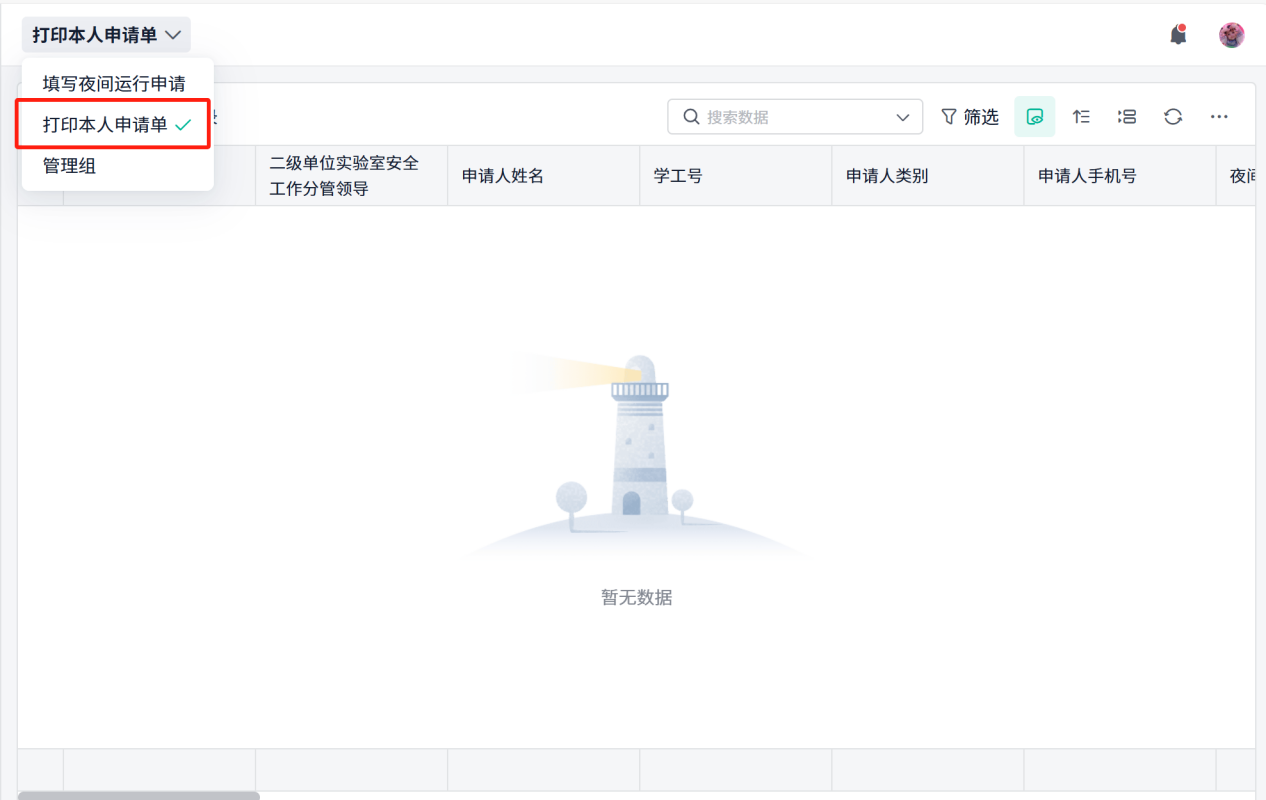 打印本人申请单
填写夜间运行申请
打印本人申请单
管理组
搜索数据
筛选
二级单位实验室安全
工作分管领导
申请人姓名
学工号
申请人类别
申请人手机号
夜间
暂无数据